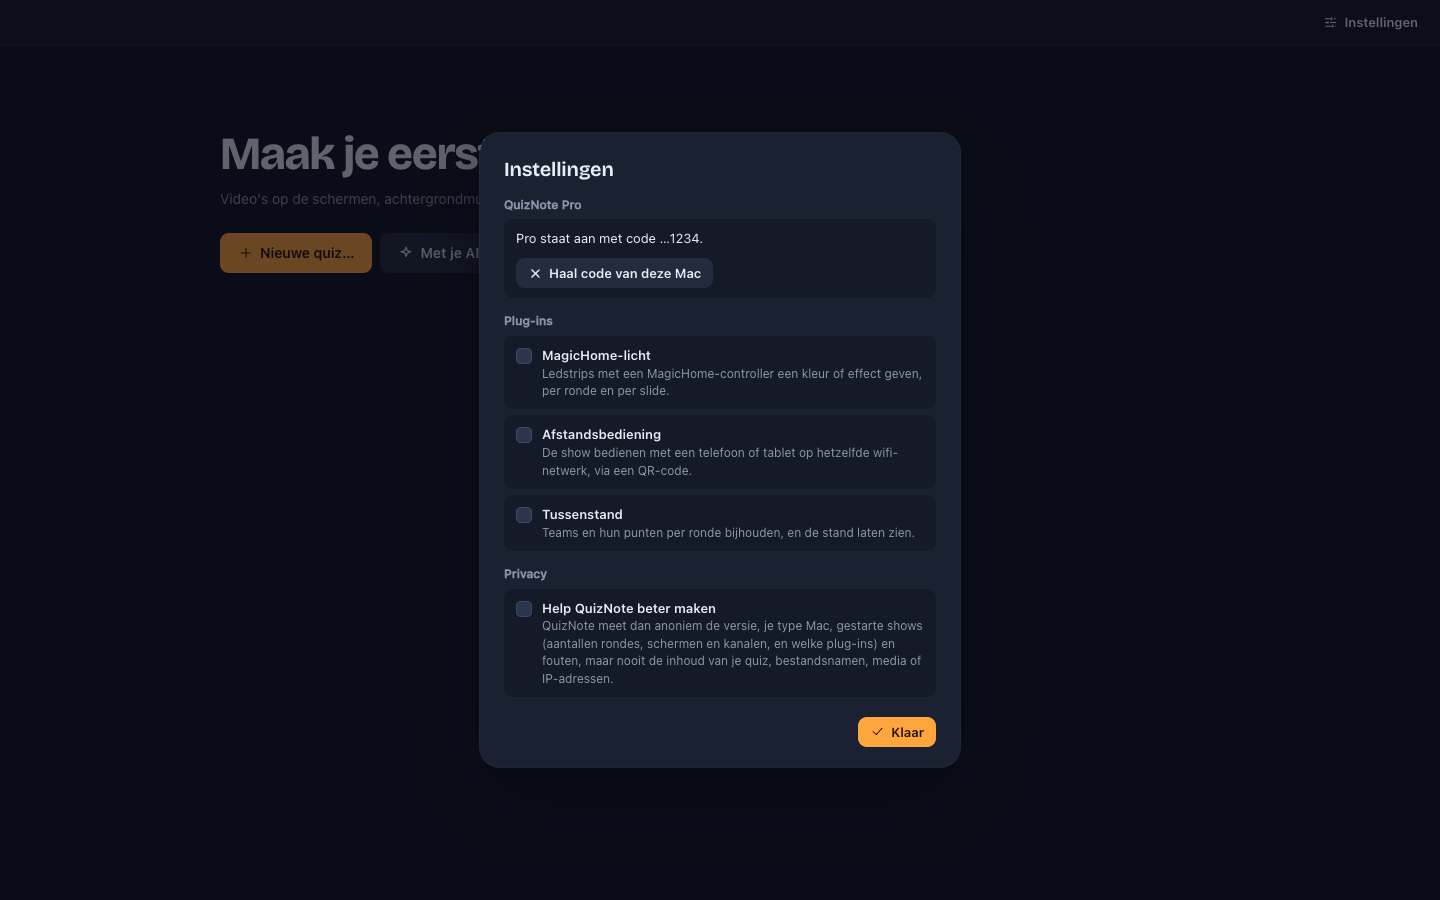 Instellingen
Maak je eerst
Video's op de schermen, achtergrondmu
Nieuwe quiz...
Met je AI
Instellingen
QuizNote Pro
Pro staat aan met code ...1234.
Haal code van deze Mac
Plug-ins
MagicHome-licht
Ledstrips met een MagicHome-controller een kleur of effect geven,
per ronde en per slide.
Afstandsbediening
De show bedienen met een telefoon of tablet op hetzelfde wifi-
netwerk, via een QR-code.
Tussenstand
Teams en hun punten per ronde bijhouden, en de stand laten zien.
Privacy
Help QuizNote beter maken
QuizNote meet dan anoniem de versie, je type Mac, gestarte shows
(aantallen rondes, schermen en kanalen, en welke plug-ins) en
fouten, maar nooit de inhoud van je quiz, bestandsnamen, media of
IP-adressen.
Klaar